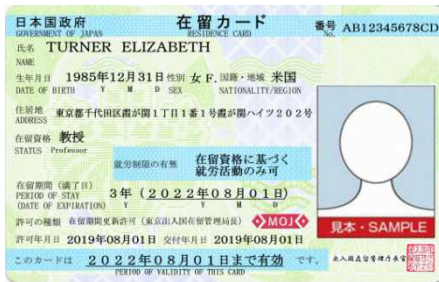 日本国政府 在留カード 番号 AB12345678CD
GOVERNMENT OF JAPAN RESIDENCE CARD No.
氏名 TURNER ELIZABETH
NAME
生年月日 1985年12月31日 性別 女 F. 国籍・地域 米国
DATE OF BIRTH Y M D SEX NATIONALITY/REGION
住居地 東京都千代田区霞が関1丁目1番1号霞が関ハイツ202号
ADDRESS
在留資格 教授
STATUS Professor
就労制限の有無 在留資格に基づく
就労活動のみ可
在留期間(満了日)
PERIOD OF STAY 3年(2022年08月01日)
(DATE OF EXPIRATION) Y M Y M D
許可の種類 在留期間更新許可(東京出入国在留管理局長) MOJ
見本・SAMPLE
許可年月日 2019年08月01日 交付年月日 2019年08月01日
このカードは 2022年08月01日まで有効 です。
PERIOD OF VALIDITY OF THIS CARD
出入国在留管理庁長官